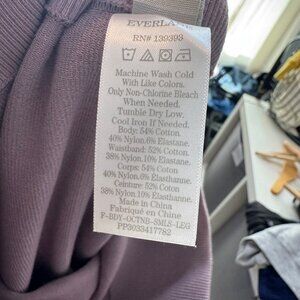 EVERLANE
RN# 139393
Machine Wash Cold
With Like Colors.
Only Non-Chlorine Bleach
When Needed.
Tumble Dry Low.
Cool Iron If Needed.
Body: 54% Cotton.
40% Nylon.6% Elastane.
Waistband: 52% Cotton.
38% Nylon.10% Elastane.
Corps: 54% Coton.
40% Nylon.6% Élasthanne.
Ceinture: 52% Coton.
38% Nylon.10% Élasthanne.
Made in China
Fabriqué en Chine
F-BDY-OCTNB-SMLS-LEG
PP3033417782